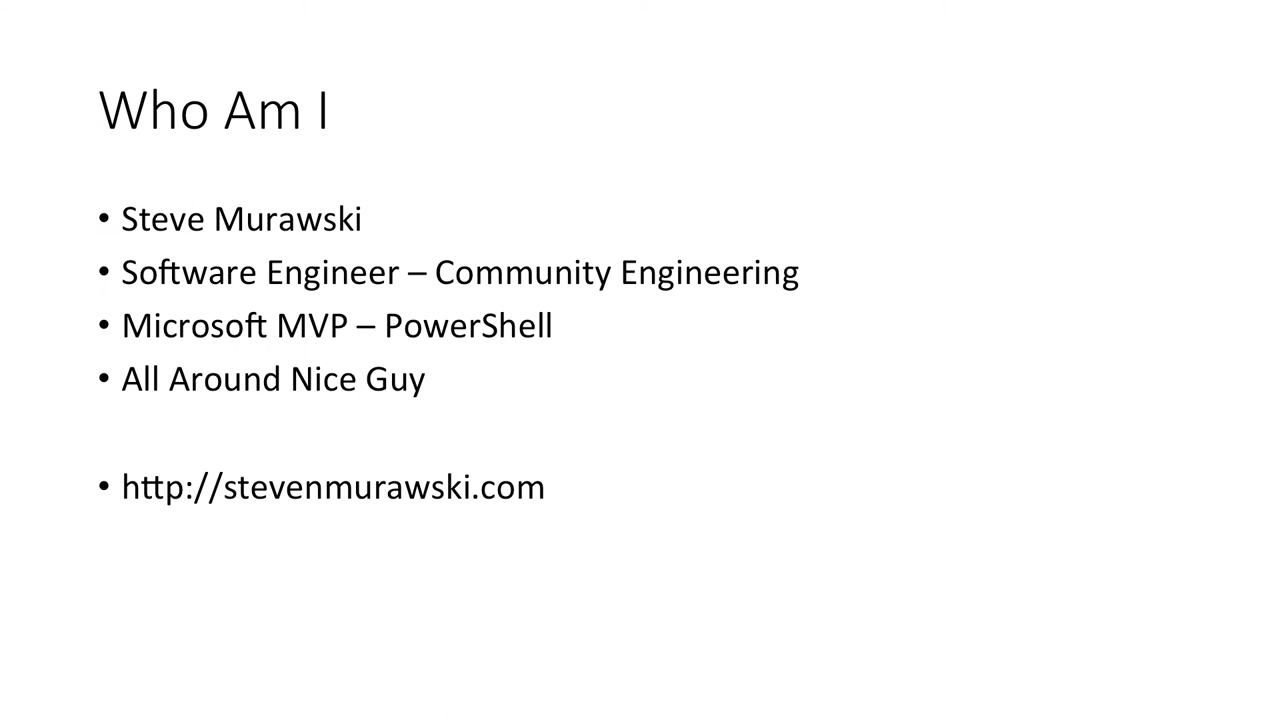 Who Am I
• Steve Murawski
• Software Engineer – Community Engineering
• Microsoft MVP – PowerShell
• All Around Nice Guy
• http://stevenmurawski.com